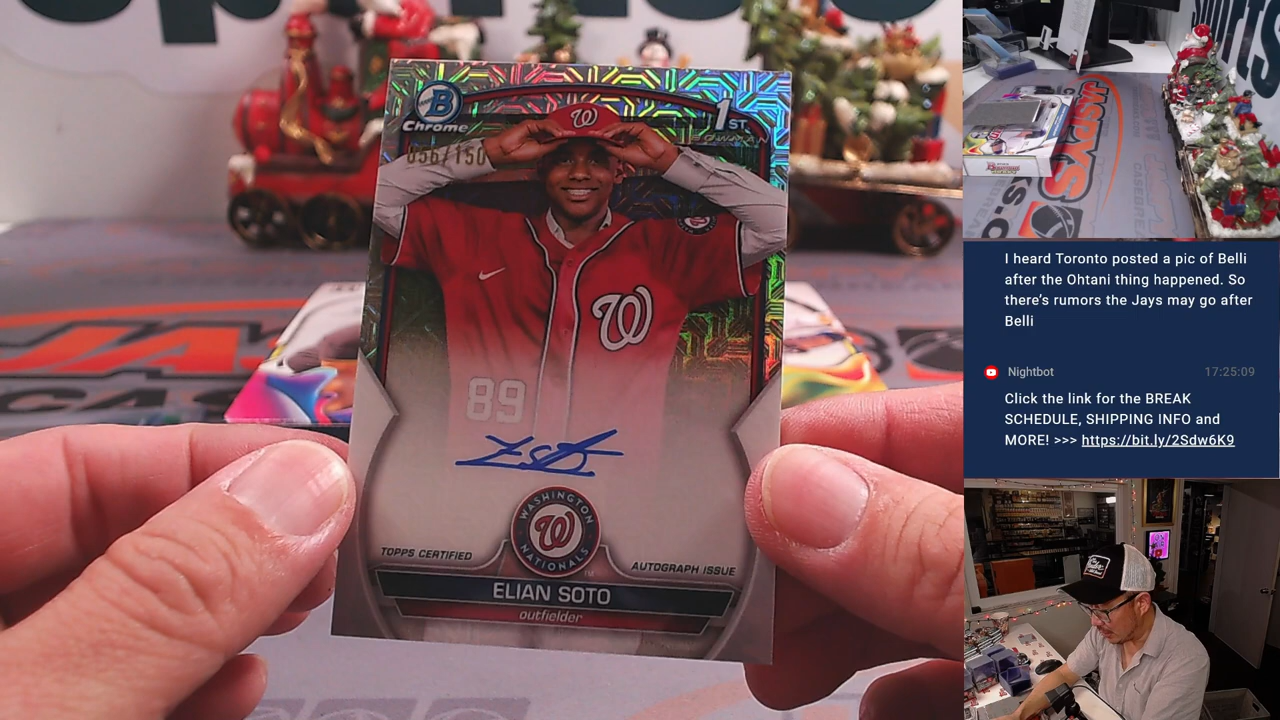 B
Chrome
1ST
BOWMAN
056/150
W
W
89
WASHINGTON
W
NATIONALS
TOPPS CERTIFIED
AUTOGRAPH ISSUE
ELIAN SOTO
outfielder
JASPYS
I heard Toronto posted a pic of Belli
after the Ohtani thing happened. So
there's rumors the Jays may go after
Belli
Nightbot
17:25:09
Click the link for the BREAK
SCHEDULE, SHIPPING INFO and
MORE! >>> https://bit.ly/2Sdw6K9